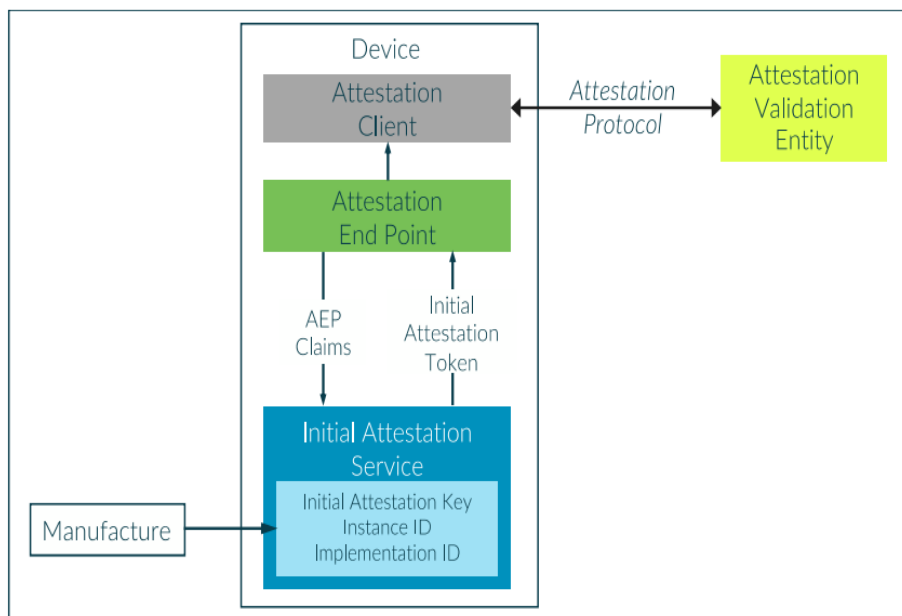 Device
Attestation
Client
Attestation
Protocol
Attestation
Validation
Entity
Attestation
End Point
AEP
Claims
Initial
Attestation
Token
Initial Attestation
Service
Initial Attestation Key
Instance ID
Implementation ID
Manufacture